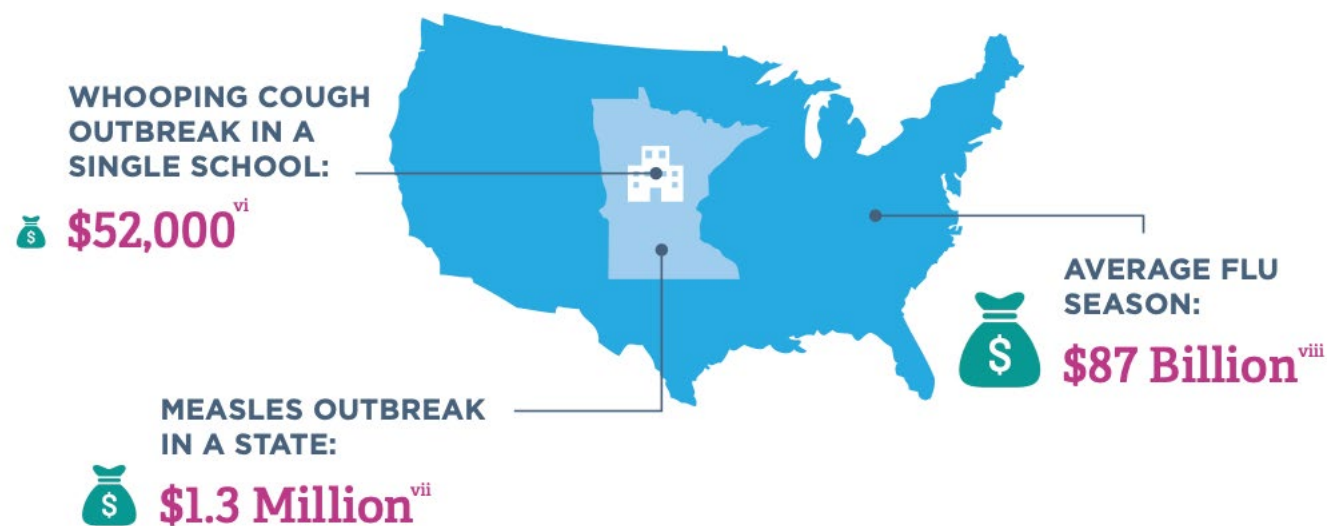 WHOOPING COUGH
OUTBREAK IN A
SINGLE SCHOOL:
$
$52,000vi
MEASLES OUTBREAK
IN A STATE:
$
$1.3 Millionvii
AVERAGE FLU
SEASON:
$
$87 Billionviii